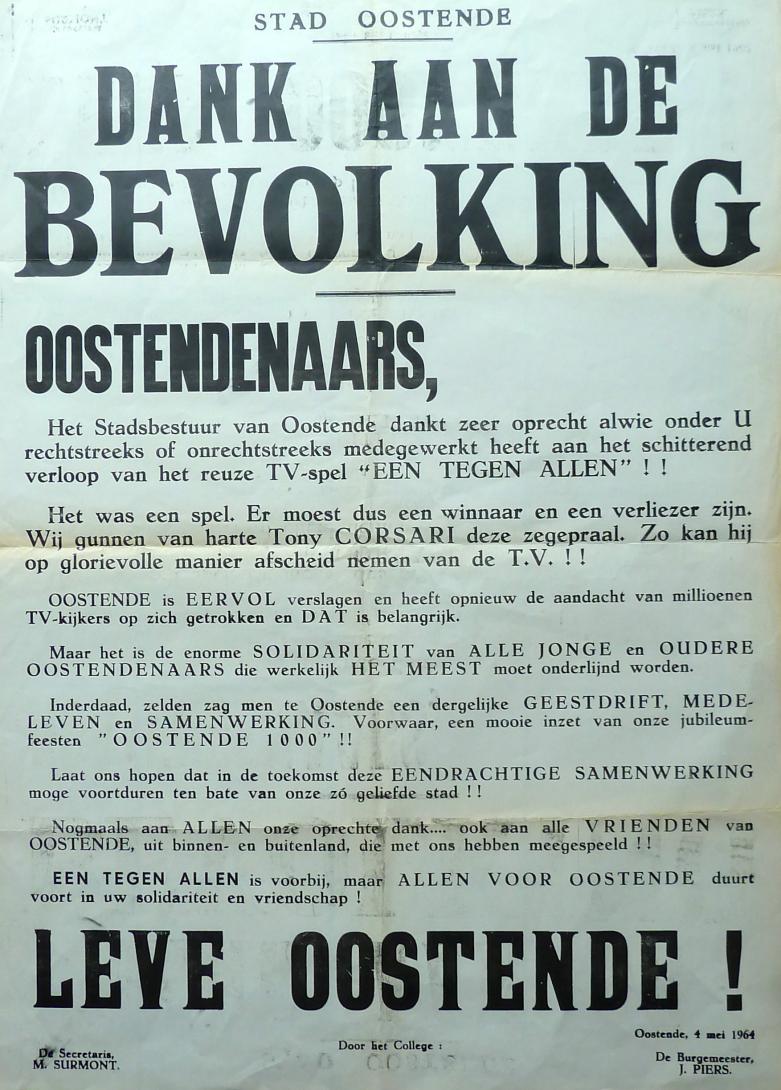 STAD OOSTENDE
DANK AAN DE
BEVOLKING
OOSTENDENAARS,
Het Stadsbestuur van Oostende dankt zeer oprecht alwie onder U
rechtstreeks of onrechtstreeks medegewerkt heeft aan het schitterend
verloop van het reuze TV-spel “EEN TEGEN ALLEN” ! !
Het was een spel. Er moest dus een winnaar en een verliezer zijn.
Wij gunnen van harte Tony CORSARI deze zegepraal. Zo kan hij
op glorievolle manier afscheid nemen van de T.V. ! !
OOSTENDE is EERVOL verslagen en heeft opnieuw de aandacht van millioenen
TV-kijkers op zich getrokken en DAT is belangrijk.
Maar het is de enorme SOLIDARITEIT van ALLE JONGE en OUDERE
OOSTENDENAARS die werkelijk HET MEEST moet onderlijnd worden.
Inderdaad, zelden zag men te Oostende een dergelijke GEESTDRIFT, MEDE-
LEVEN en SAMENWERKING. Voorwaar, een mooie inzet van onze jubileum-
feesten "OOSTENDE 1000" !!
Laat ons hopen dat in de toekomst deze EENDRACHTIGE SAMENWERKING
moge voortduren ten bate van onze zó geliefde stad ! !
Nogmaals aan ALLEN onze oprechte dank.... ook aan alle VRIENDEN van
OOSTENDE, uit binnen- en buitenland, die met ons hebben meegespeeld ! !
EEN TEGEN ALLEN is voorbij, maar ALLEN VOOR OOSTENDE duurt
voort in uw solidariteit en vriendschap !
LEVE OOSTENDE !
Oostende, 4 mei 1964
Door het College :
De Secretaris,
M. SURMONT.
De Burgemeester,
J. PIERS.